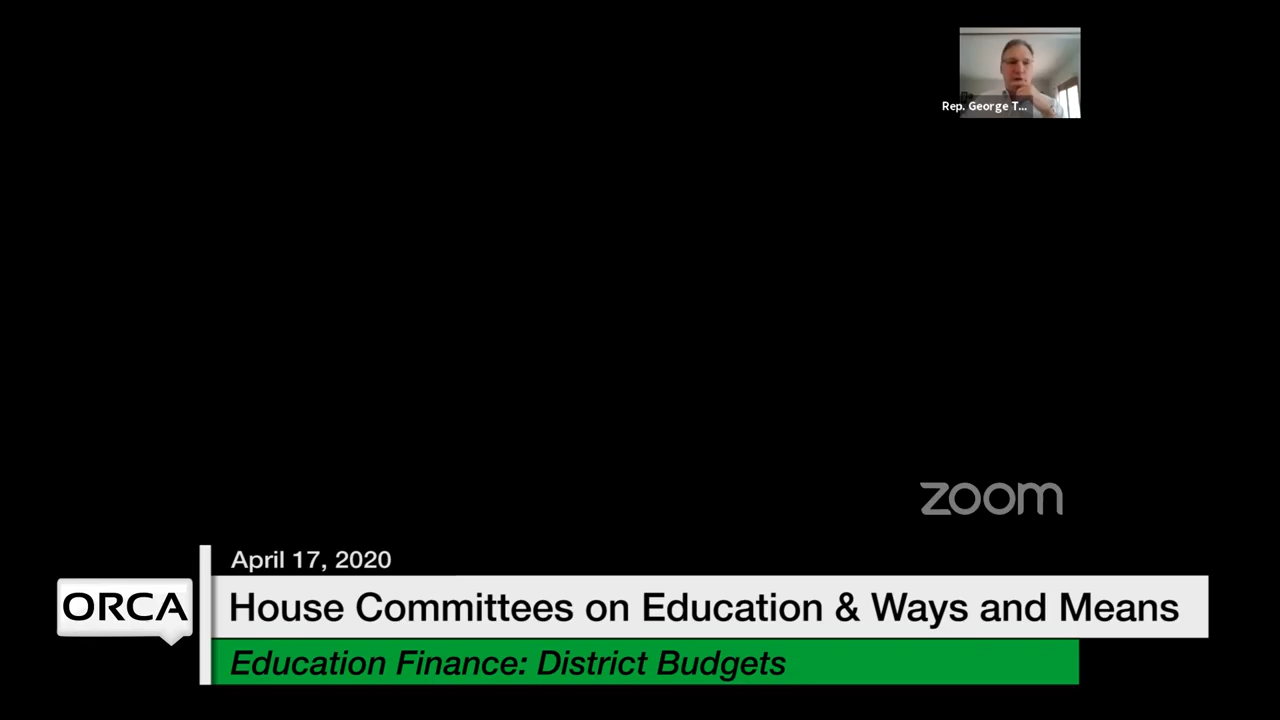 Rep. George T...
zoom
April 17, 2020
ORCA
House Committees on Education & Ways and Means
Education Finance: District Budgets